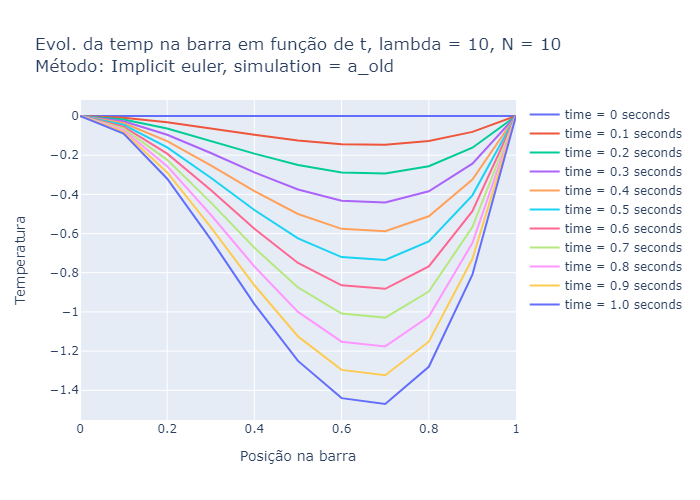 Evol. da temp na barra em função de t, lambda = 10, N = 10
Método: Implicit euler, simulation = a_old
0
−0.2
−0.4
−0.6
−0.8
−1
−1.2
−1.4
Temperatura
0
0.2
0.4
0.6
0.8
1
Posição na barra
time = 0 seconds
time = 0.1 seconds
time = 0.2 seconds
time = 0.3 seconds
time = 0.4 seconds
time = 0.5 seconds
time = 0.6 seconds
time = 0.7 seconds
time = 0.8 seconds
time = 0.9 seconds
time = 1.0 seconds